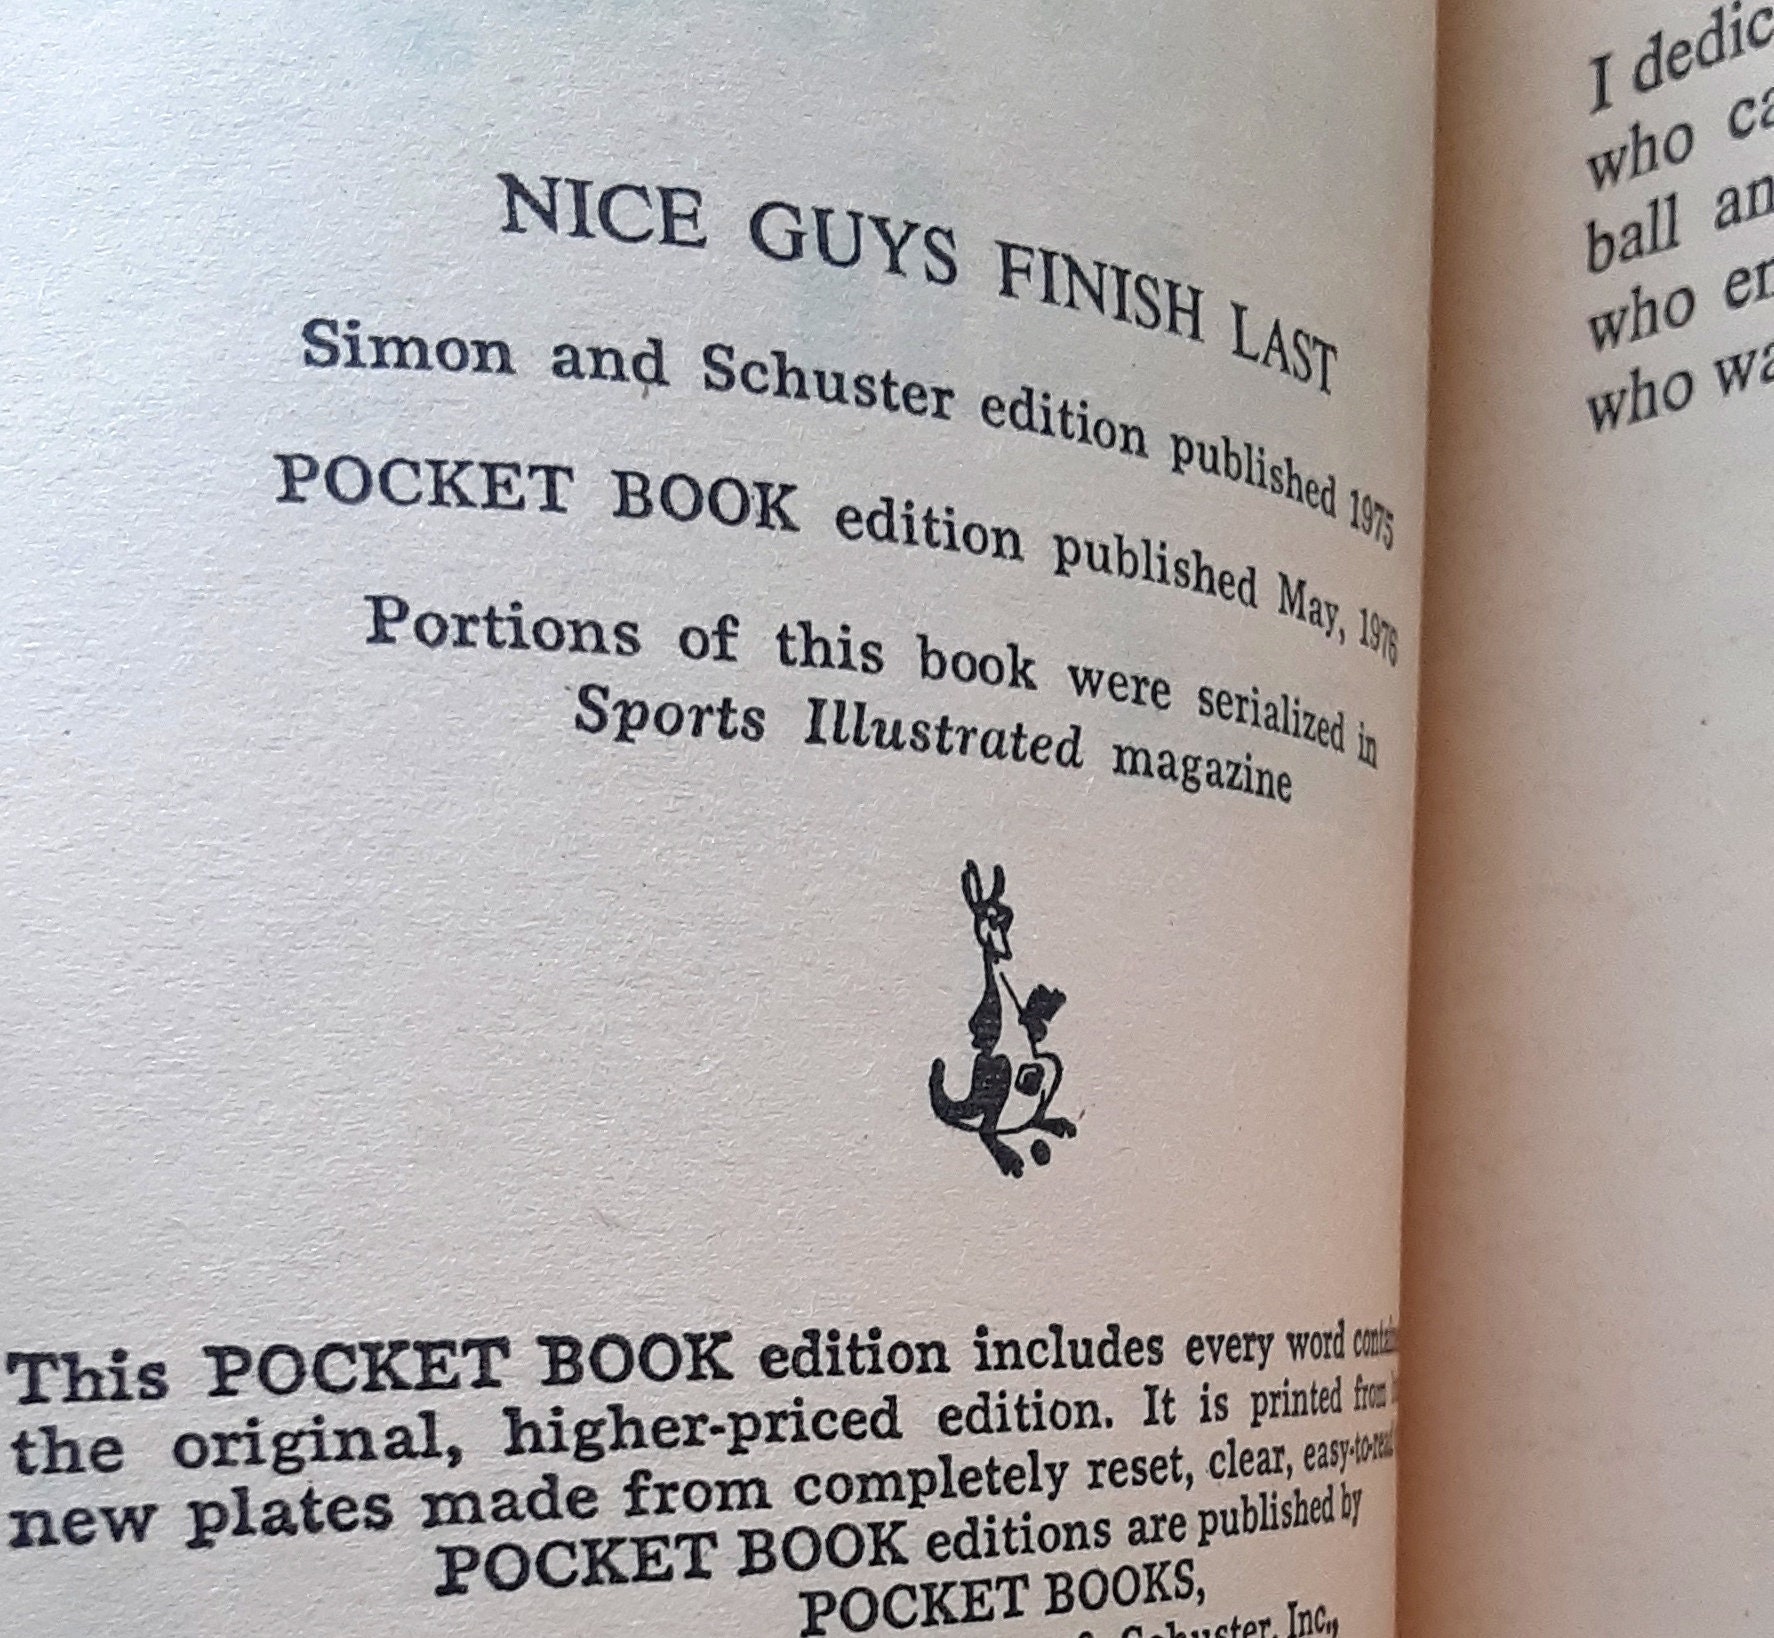 NICE GUYS FINISH LAST
Simon and Schuster edition published 1975
POCKET BOOK edition published May, 1976
Portions of this book were serialized in
Sports Illustrated magazine
This POCKET BOOK edition includes every word
the original, higher-priced edition. It is printed from
new plates made from completely reset, clear, easy-to-read
POCKET BOOK editions are published by
POCKET BOOKS,
Schuster, Inc.,
I dedic
who ca
ball an
who en
who wa